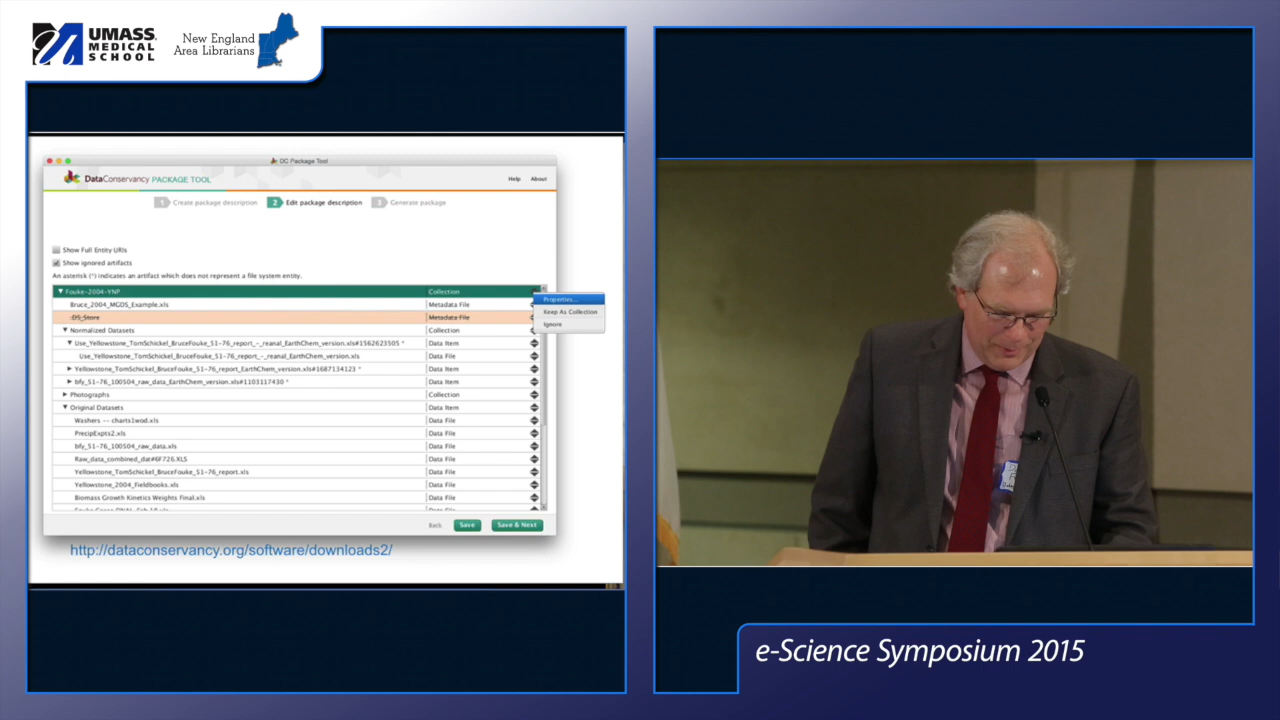 UMASS
MEDICAL
SCHOOL
New England
Area Librarians
DC Package Tool
DataConservancy PACKAGE TOOL
Help About
1 Create package description 2 Edit package description 3 Generate package
Show Full Entity URIs
Show ignored artifacts
An asterisk (*) indicates an artifact which does not represent a file system entity.
Fouke-2004-YNP Collection
Properties...
Bruce_2004_MGDS_Example.xls Metadata File
Keep As Collection
.DS_Store Metadata File
Ignore
Normalized Datasets Collection
Use_Yellowstone_TomSchickel_BruceFouke_51-76_report_-_reanal_EarthChem_version.xls#1562623505 * Data Item
Use_Yellowstone_TomSchickel_BruceFouke_51-76_report_-_reanal_EarthChem_version.xls Data File
Yellowstone_TomSchickel_BruceFouke_51-76_report_EarthChem_version.xls#1687134123 * Data Item
bfy_51-76_100504_raw_data_EarthChem_version.xls#1103117430 * Data Item
Photographs Collection
Original Datasets Data Item
Washers -- charts1wod.xls Data File
PrecipExpts2.xls Data File
bfy_51-76_100504_raw_data.xls Data File
Raw_data_combined_dat#6F726.XLS Data File
Yellowstone_TomSchickel_BruceFouke_51-76_report.xls Data File
Yellowstone_2004_Fieldbooks.xls Data File
Biomass Growth Kinetics Weights Final.xls Data File
Back Save Save & Next
http://dataconservancy.org/software/downloads2/
e-Science Symposium 2015